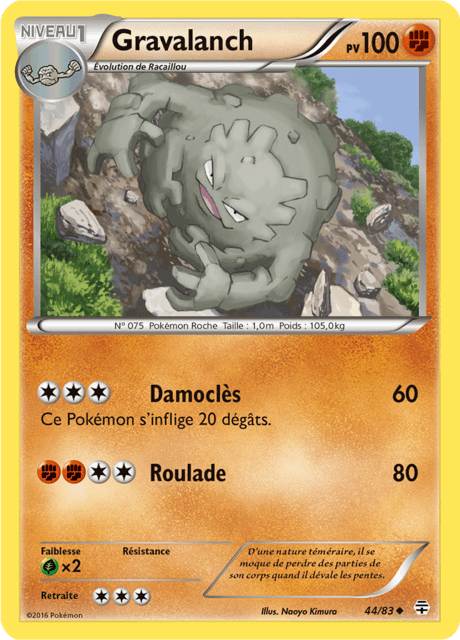 NIVEAU 1
Gravalanch
PV 100
Évolution de Racaillou
N° 075 Pokémon Roche Taille : 1,0m Poids : 105,0kg
Damoclès 60
Ce Pokémon s'inflige 20 dégâts.
Roulade 80
Faiblesse Résistance
×2
Retraite
D'une nature téméraire, il se
moque de perdre des parties de
son corps quand il dévale les pentes.
©2016 Pokémon
Illus. Naoyo Kimura
44/83